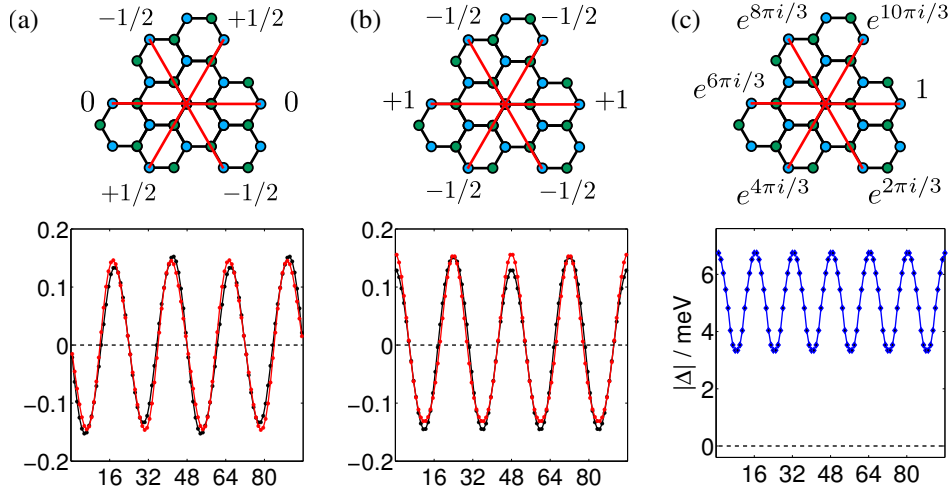 (a) −1/2 +1/2 (b) −1/2 −1/2 (c) e^{8πi/3} e^{10πi/3}
0 0 +1 +1 e^{6πi/3} 1
+1/2 −1/2 −1/2 −1/2 e^{4πi/3} e^{2πi/3}
0.2 0.2
0.1 0.1 6
0 0 4
−0.1 −0.1 2
−0.2 −0.2 0
|Δ| / meV
16 32 48 64 80 16 32 48 64 80 16 32 48 64 80